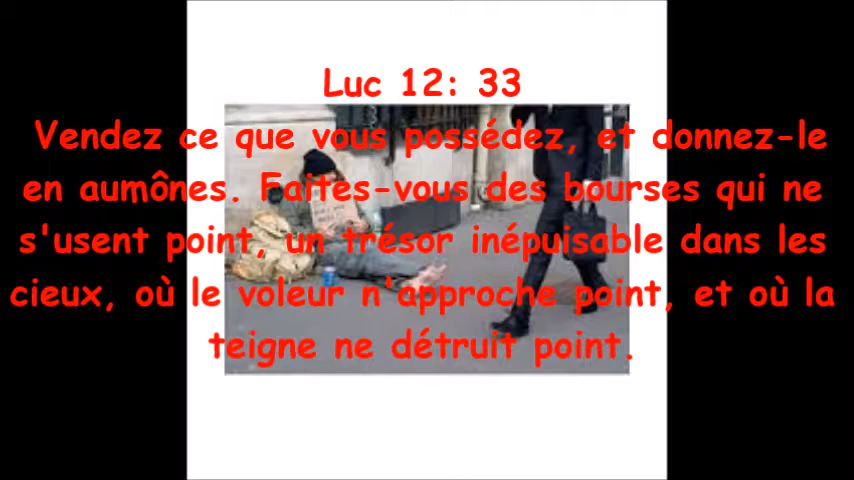 Luc 12: 33
Vendez ce que vous possédez, et donnez-le
en aumônes. Faites-vous des bourses qui ne
s'usent point, un trésor inépuisable dans les
cieux, où le voleur n'approche point, et où la
teigne ne détruit point.